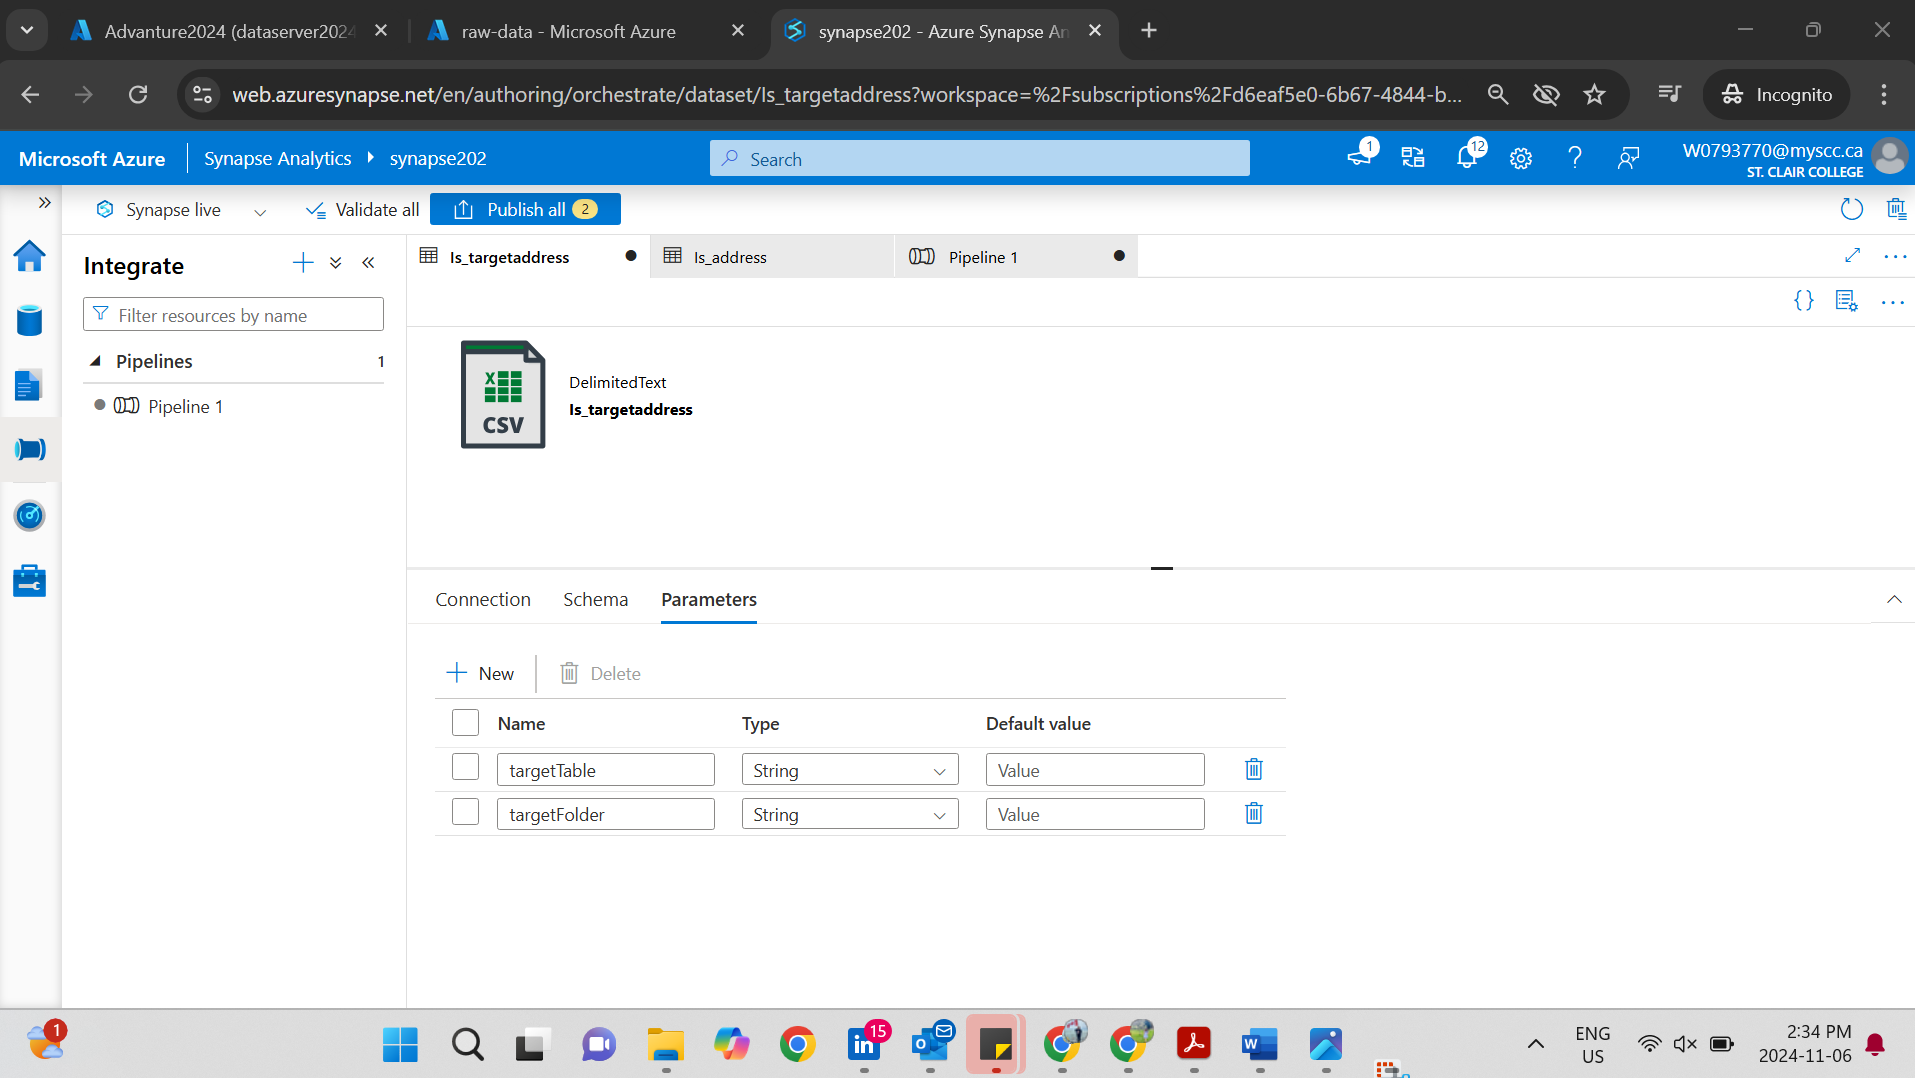 Advanture2024 (dataserver2024
raw-data - Microsoft Azure
synapse202 - Azure Synapse An
web.azuresynapse.net/en/authoring/orchestrate/dataset/ls_targetaddress?workspace=%2Fsubscriptions%2Fd6eaf5e0-6b67-4844-b...
Incognito
Microsoft Azure
Synapse Analytics
synapse202
Search
1
12
W0793770@myscc.ca
ST. CLAIR COLLEGE
Synapse live
Validate all
Publish all 2
Integrate
Filter resources by name
Pipelines 1
Pipeline 1
ls_targetaddress
ls_address
Pipeline 1
CSV
DelimitedText
ls_targetaddress
Connection
Schema
Parameters
New
Delete
Name Type Default value
targetTable String Value
targetFolder String Value
1
15
ENG
US
2:34 PM
2024-11-06